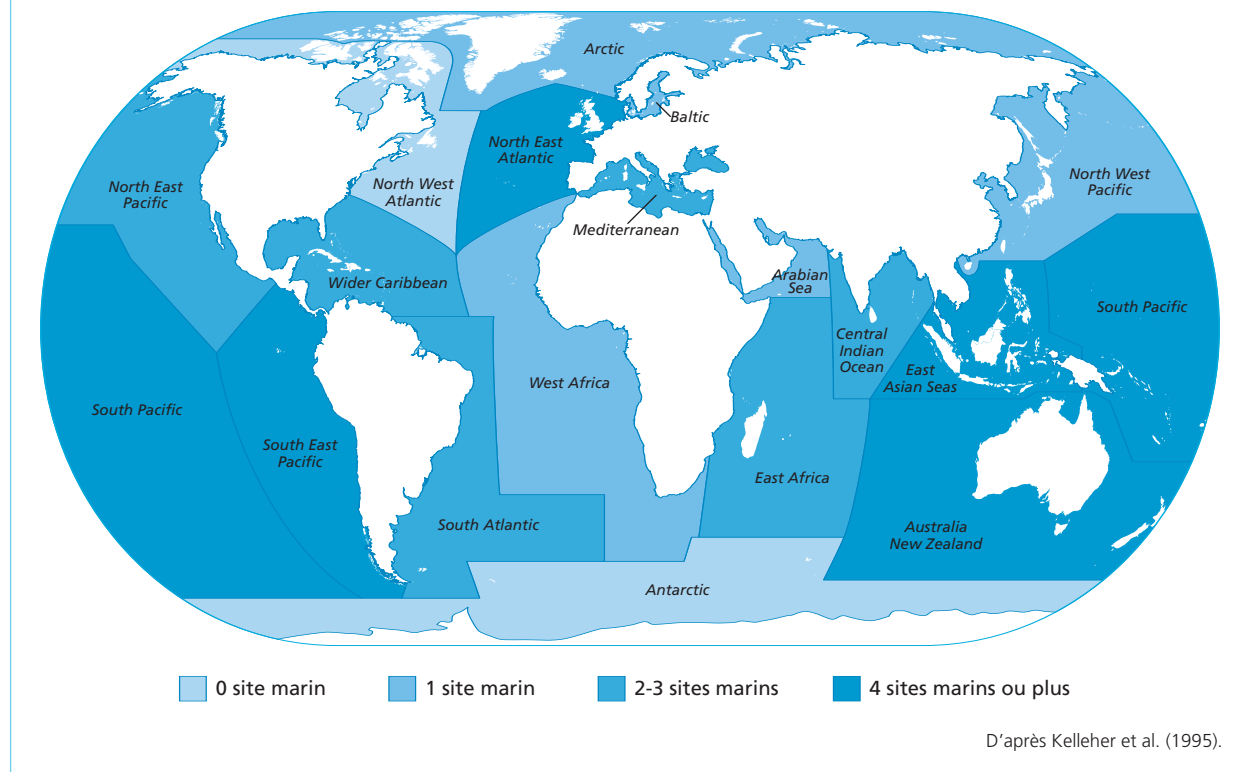 Arctic
Baltic
North East
Atlantic
North East
Pacific
North West
Atlantic
North West
Pacific
Mediterranean
Wider Caribbean
Arabian
Sea
South Pacific
Central
Indian
Ocean
East
Asian Seas
West Africa
South Pacific
South East
Pacific
East Africa
South Atlantic
Australia
New Zealand
Antarctic
0 site marin
1 site marin
2-3 sites marins
4 sites marins ou plus
D’après Kelleher et al. (1995).